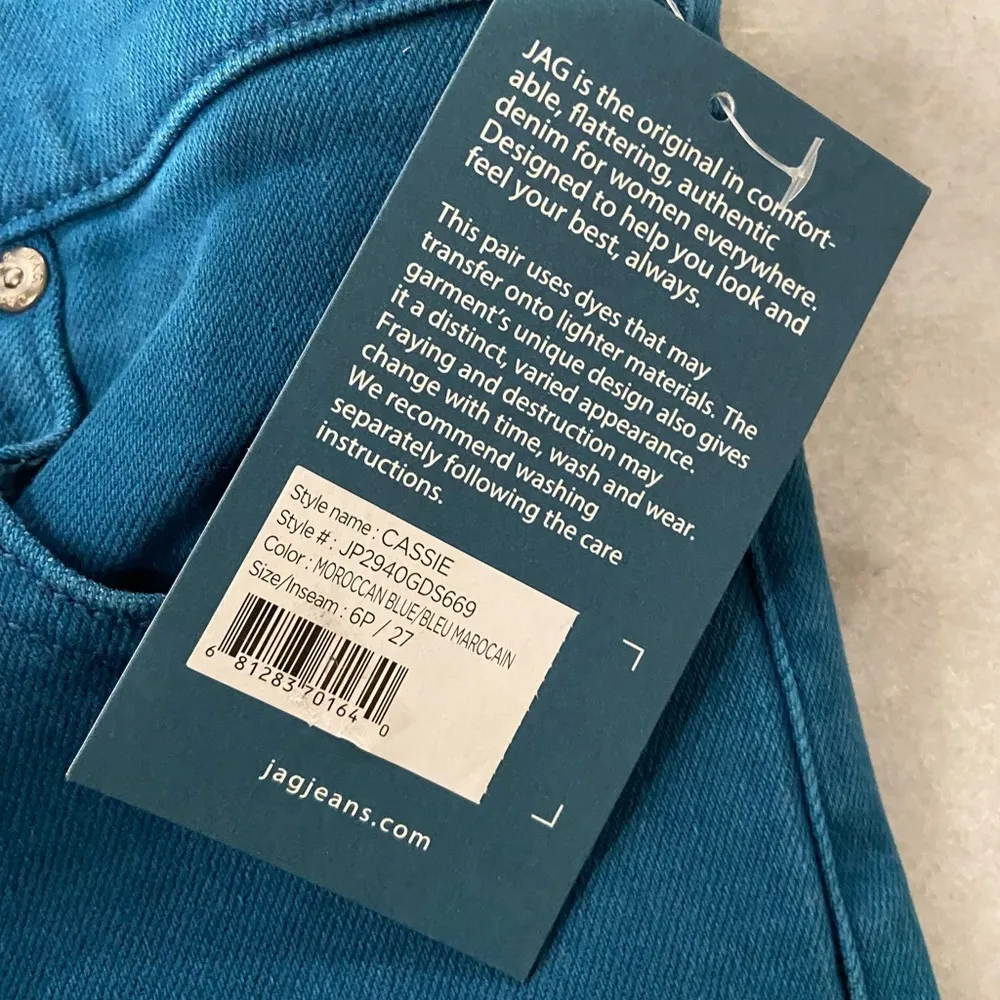 JAG is the original in comfort-
able, flattering, authentic
denim for women everywhere.
Designed to help you look and
feel your best, always.
This pair uses dyes that may
transfer onto lighter materials. The
garment's unique design also gives
it a distinct, varied appearance.
Fraying and destruction may
change with time, wash and wear.
We recommend washing
separately following the care
instructions.
Style name : CASSIE
Style # : JP2940GDS669
Color : MOROCCAN BLUE/BLEU MAROCAIN
Size/Inseam : 6P / 27
6 81283 70164 0
jagjeans.com